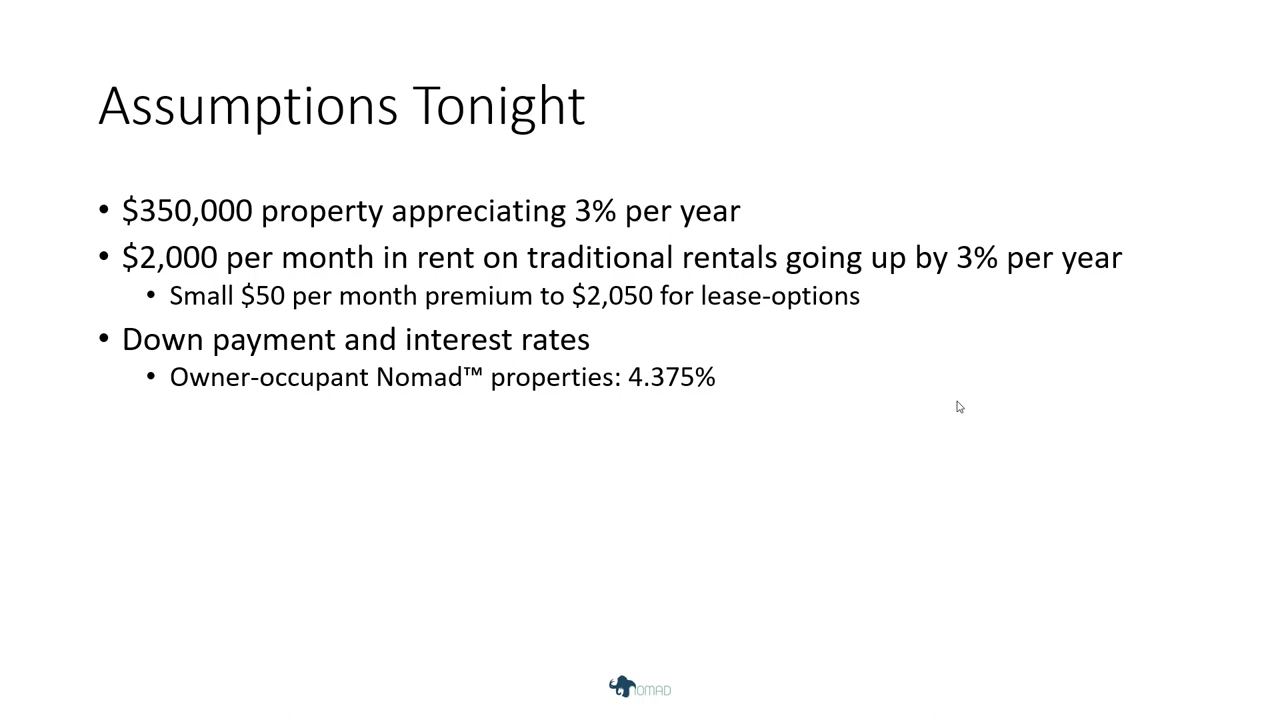 Assumptions Tonight
• $350,000 property appreciating 3% per year
• $2,000 per month in rent on traditional rentals going up by 3% per year
• Small $50 per month premium to $2,050 for lease-options
• Down payment and interest rates
• Owner-occupant Nomad™ properties: 4.375%
NOMAD